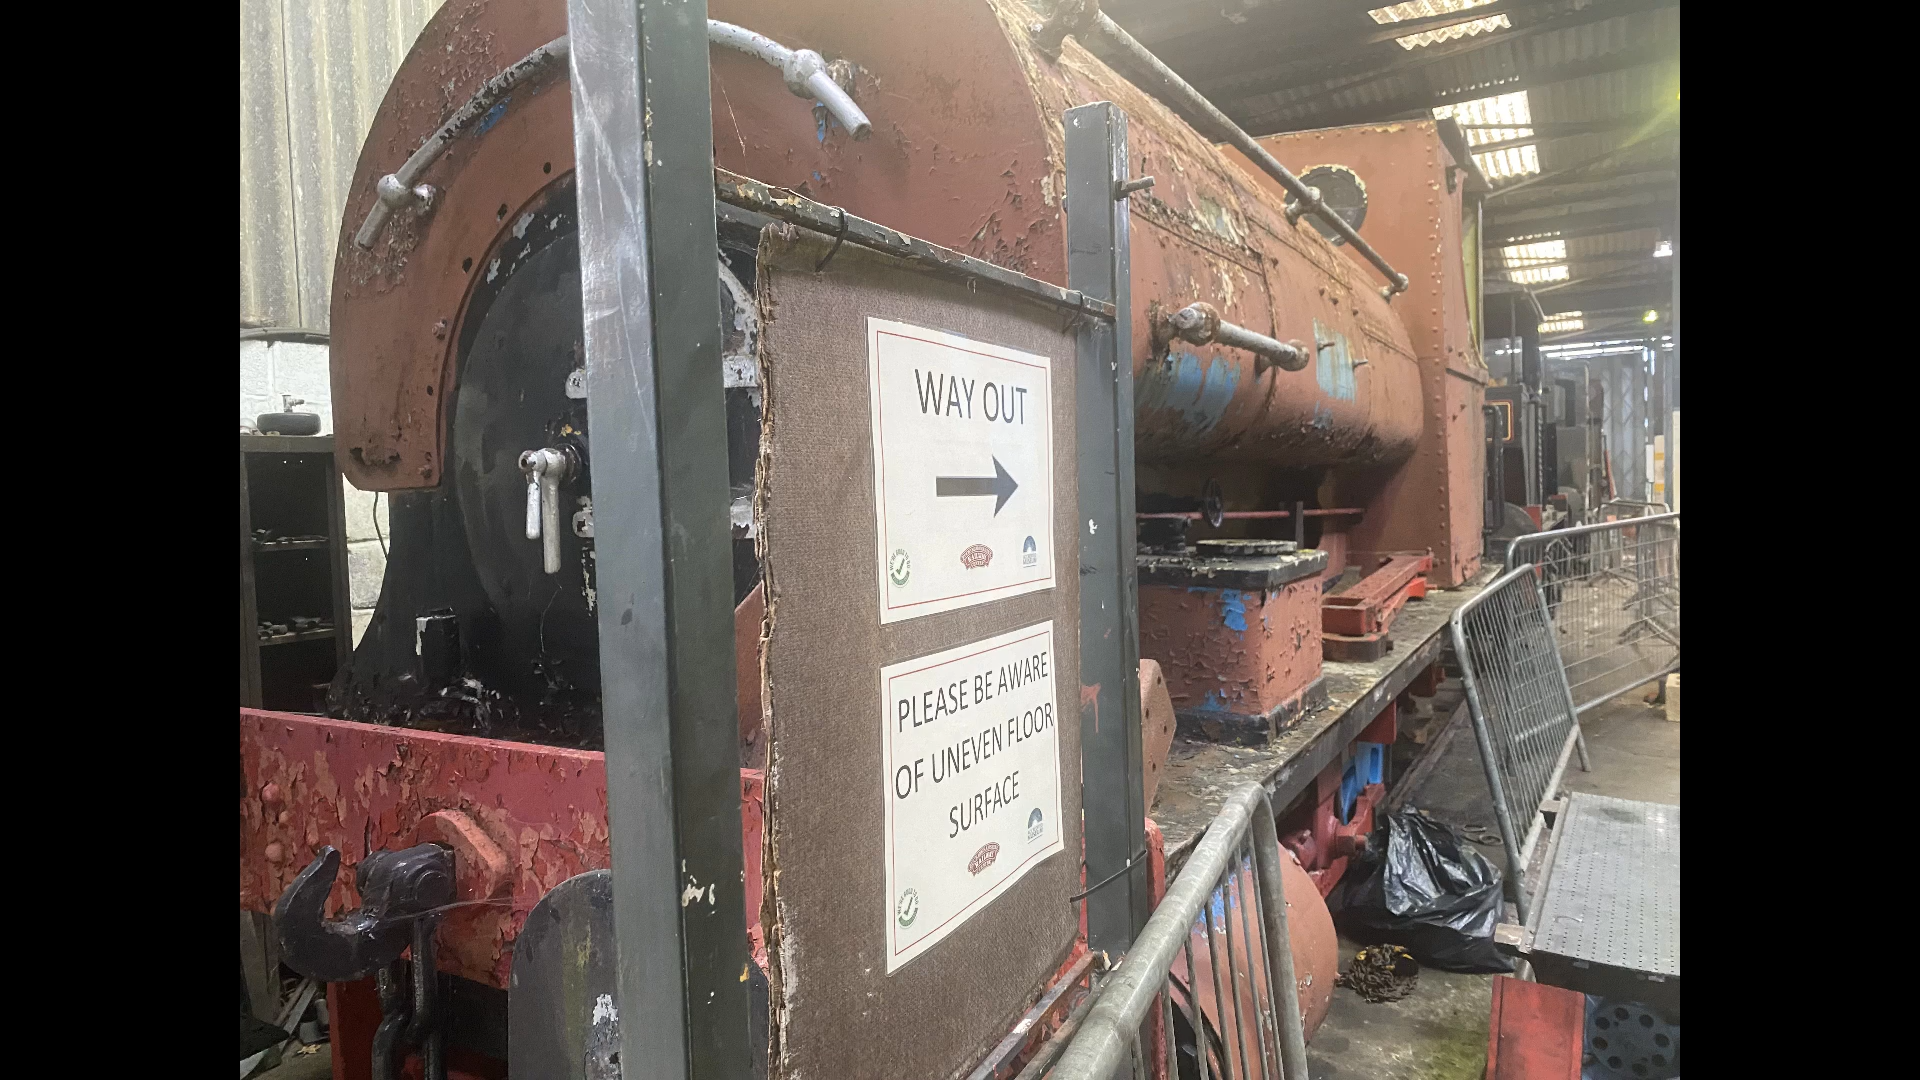 WAY OUT
PLEASE BE AWARE
OF UNEVEN FLOOR
SURFACE